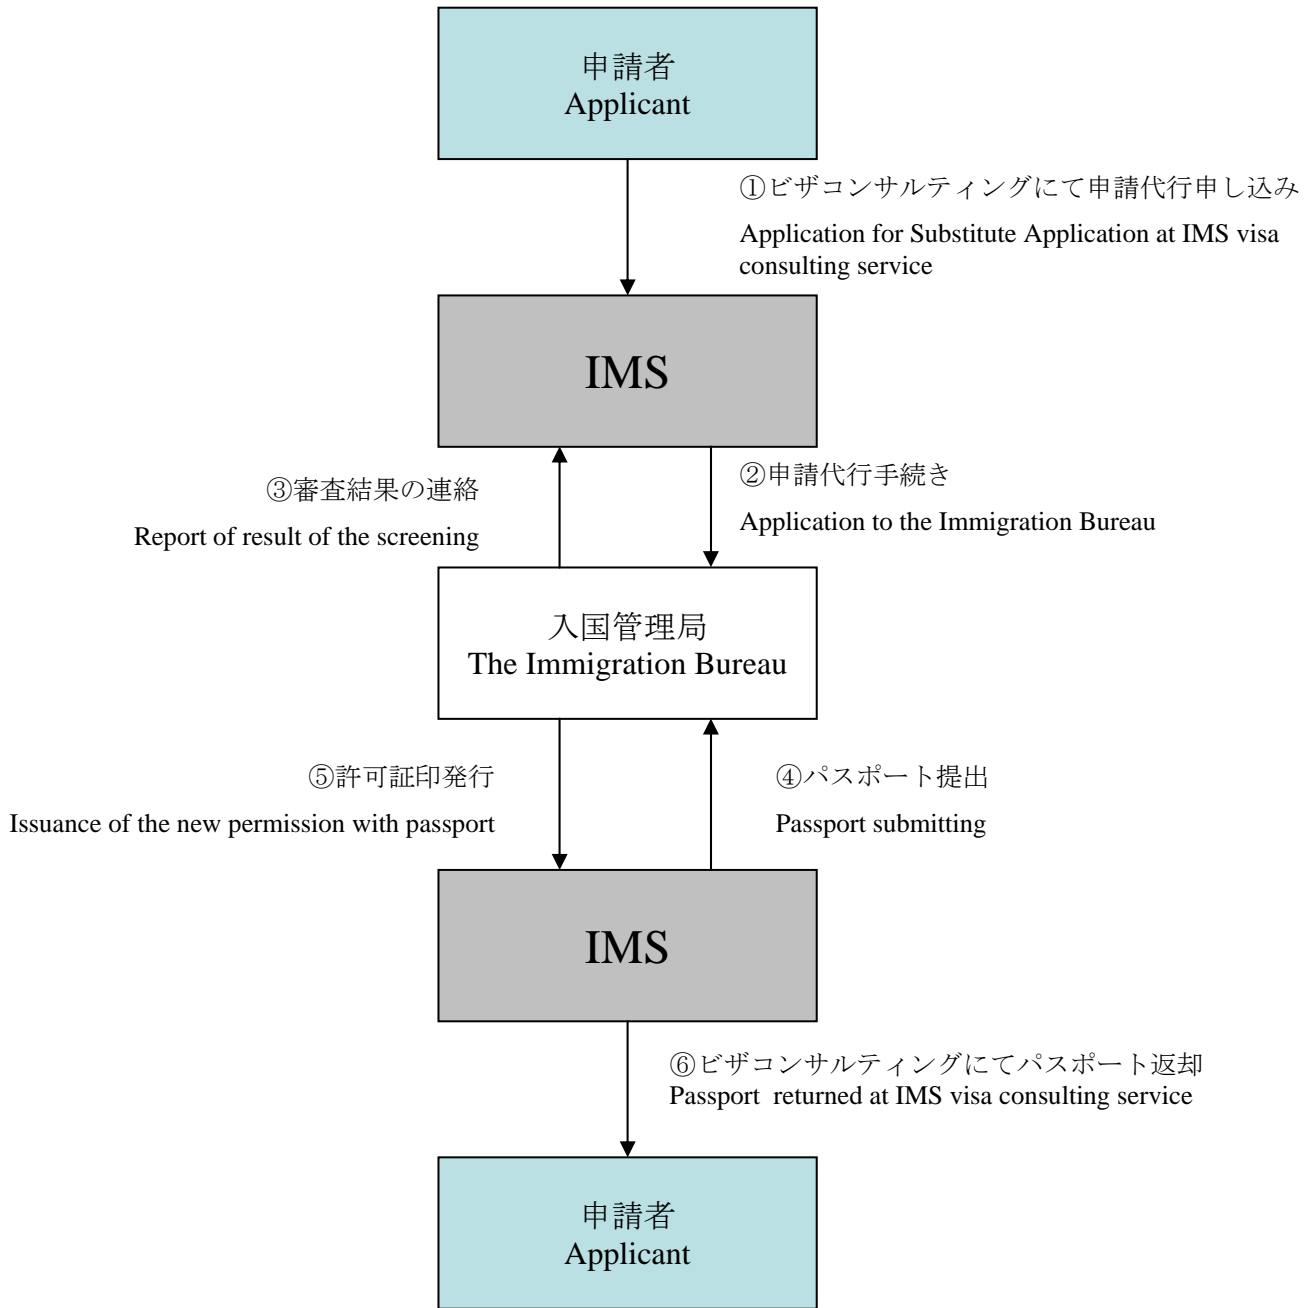 申請者
Applicant
①ビザコンサルティングにて申請代行申し込み
Application for Substitute Application at IMS visa
consulting service
IMS
③審査結果の連絡
Report of result of the screening
②申請代行手続き
Application to the Immigration Bureau
入国管理局
The Immigration Bureau
⑤許可証印発行
Issuance of the new permission with passport
④パスポート提出
Passport submitting
IMS
⑥ビザコンサルティングにてパスポート返却
Passport  returned at IMS visa consulting service
申請者
Applicant